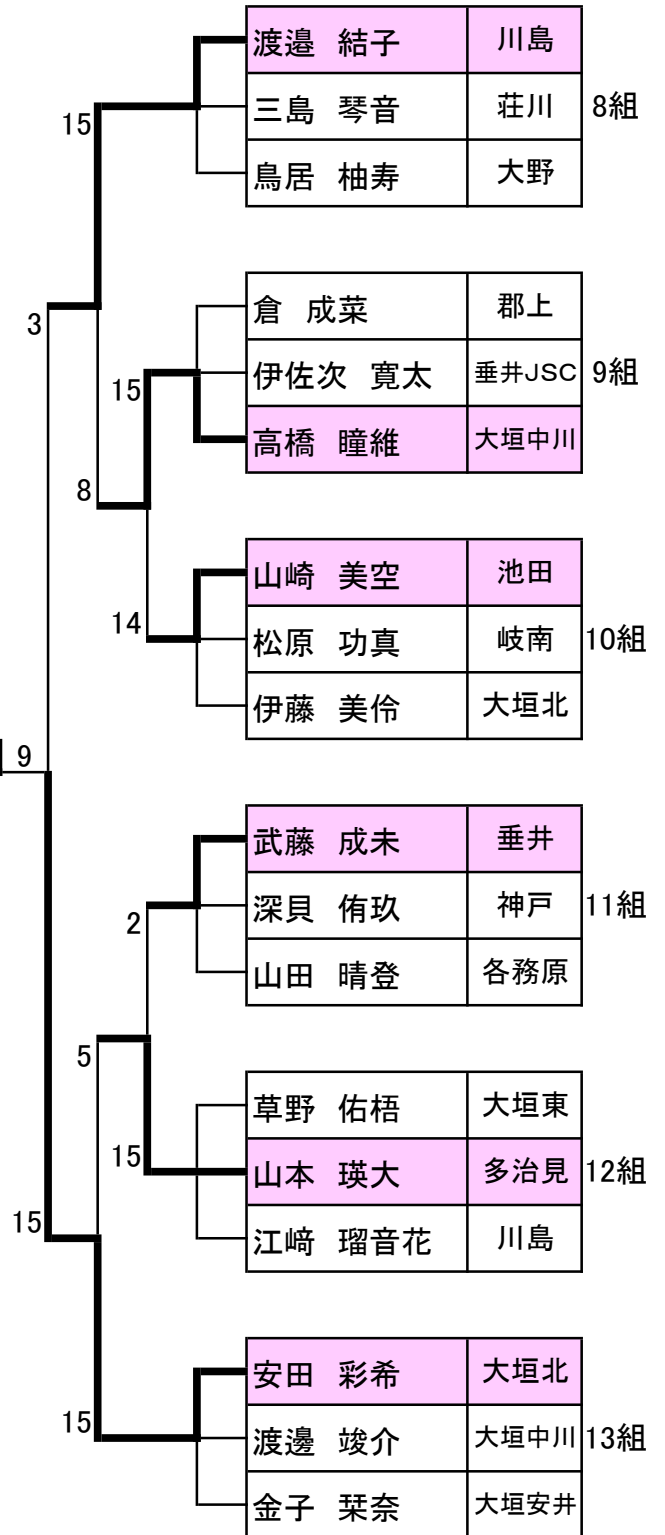 渡邉 結子 川島
15 三島 琴音 荘川 8組
鳥居 柚寿 大野
倉 成菜 郡上
3
15 伊佐次 寛太 垂井JSC 9組
高橋 瞳維 大垣中川
8
山崎 美空 池田
14 松原 功真 岐南 10組
伊藤 美伶 大垣北
9
武藤 成未 垂井
2 深貝 侑玖 神戸 11組
山田 晴登 各務原
5
草野 佑梧 大垣東
15 山本 瑛大 多治見 12組
15 江﨑 瑠音花 川島
安田 彩希 大垣北
15 渡邊 竣介 大垣中川 13組
金子 栞奈 大垣安井